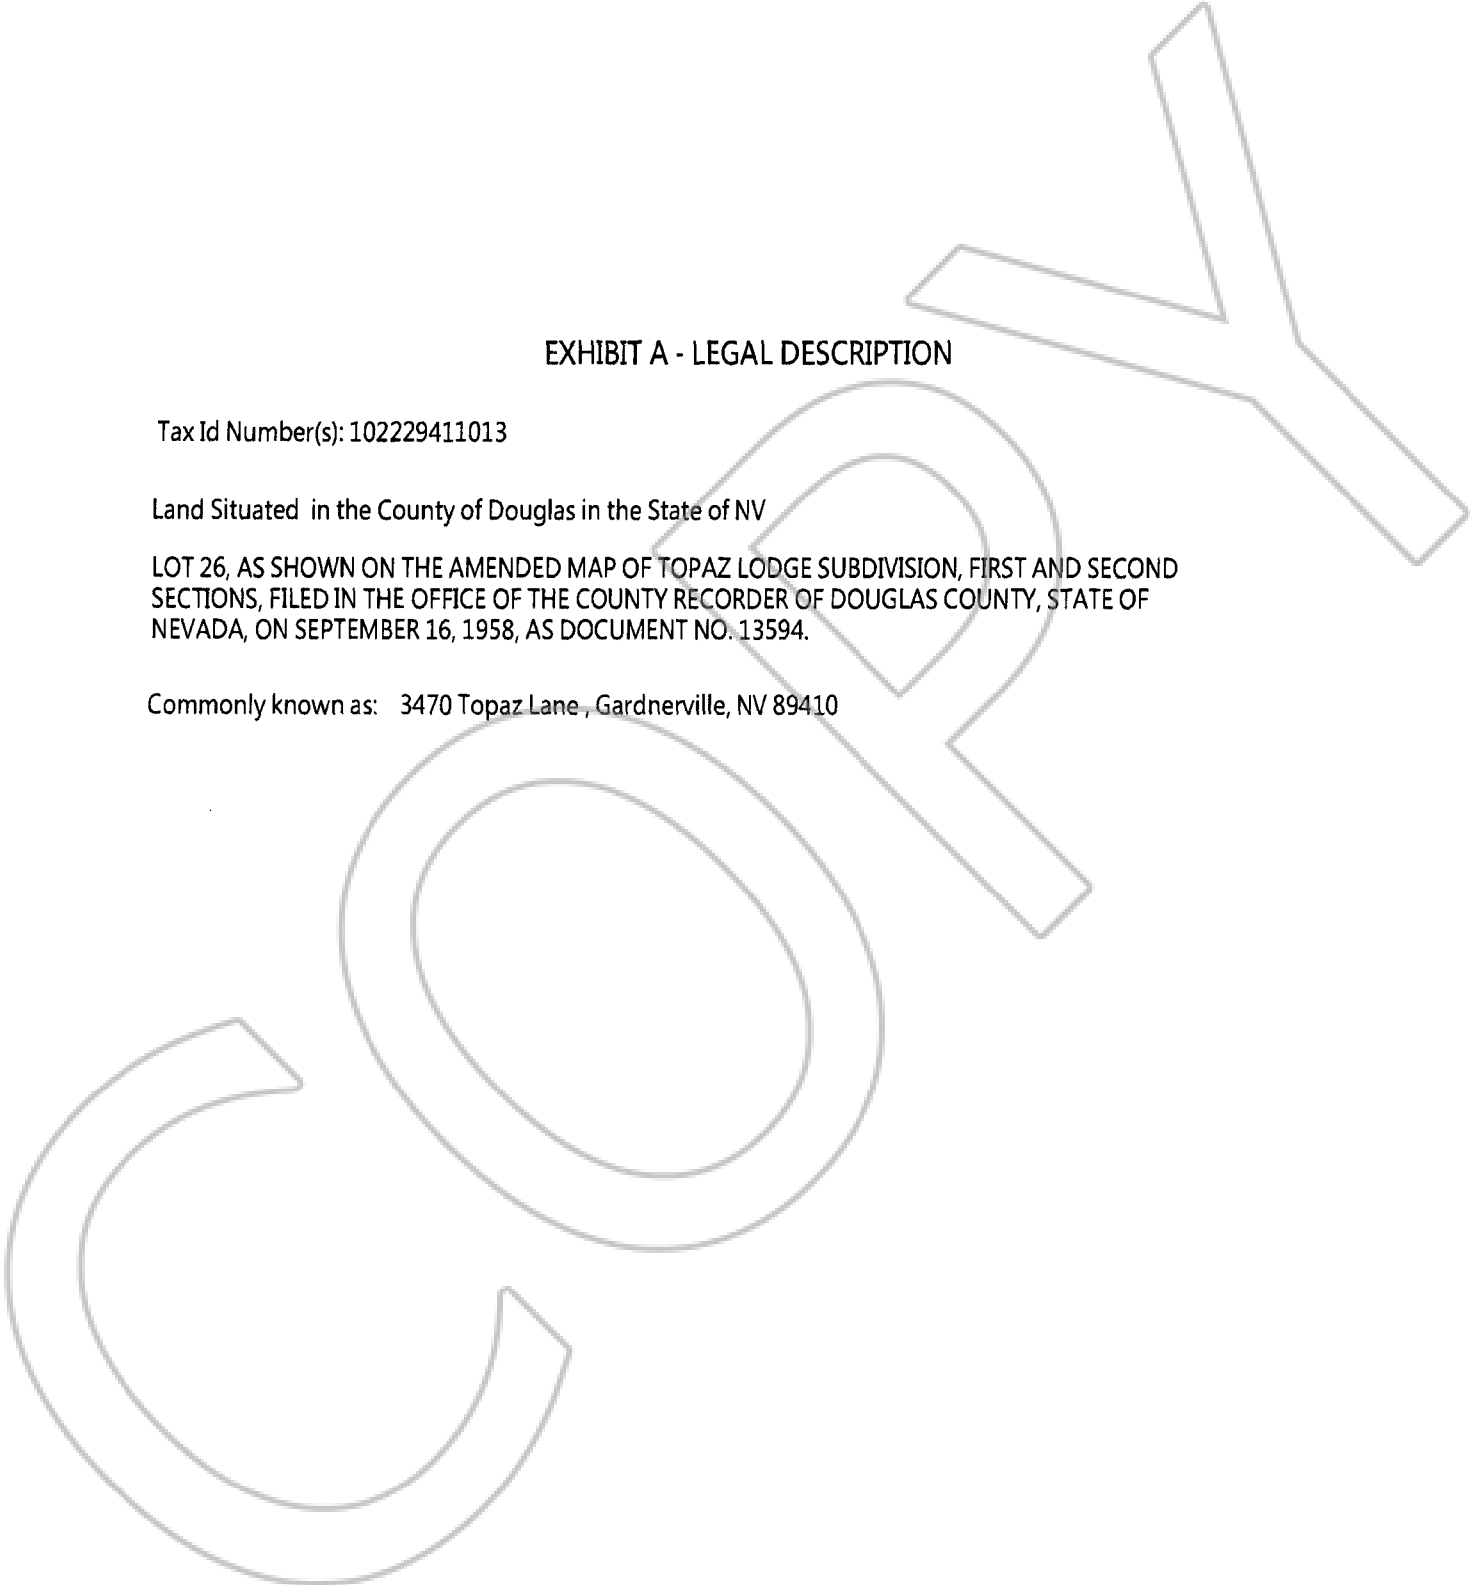 EXHIBIT A - LEGAL DESCRIPTION
Tax Id Number(s): 102229411013
Land Situated in the County of Douglas in the State of NV
LOT 26, AS SHOWN ON THE AMENDED MAP OF TOPAZ LODGE SUBDIVISION, FIRST AND SECOND
SECTIONS, FILED IN THE OFFICE OF THE COUNTY RECORDER OF DOUGLAS COUNTY, STATE OF
NEVADA, ON SEPTEMBER 16, 1958, AS DOCUMENT NO. 13594.
Commonly known as: 3470 Topaz Lane , Gardnerville, NV 89410
COPY